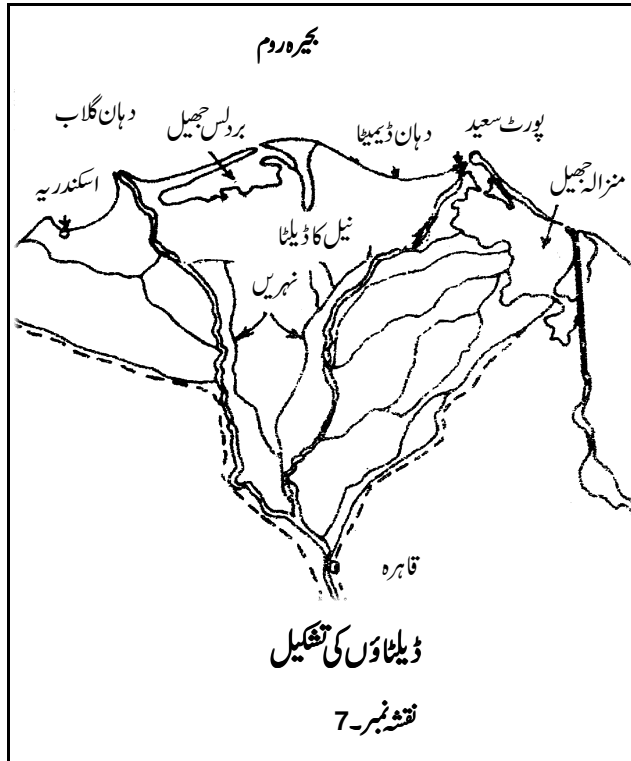 بحیرہ روم
پورٹ سعید
دہان ڈیمیٹا
بردلس جھیل
دہان گلاب
منزالہ جھیل
اسکندریہ
نیل کا ڈیلٹا
نہریں
قاہرہ
ڈیلٹاؤں کی تشکیل
نقشہ نمبر۔7